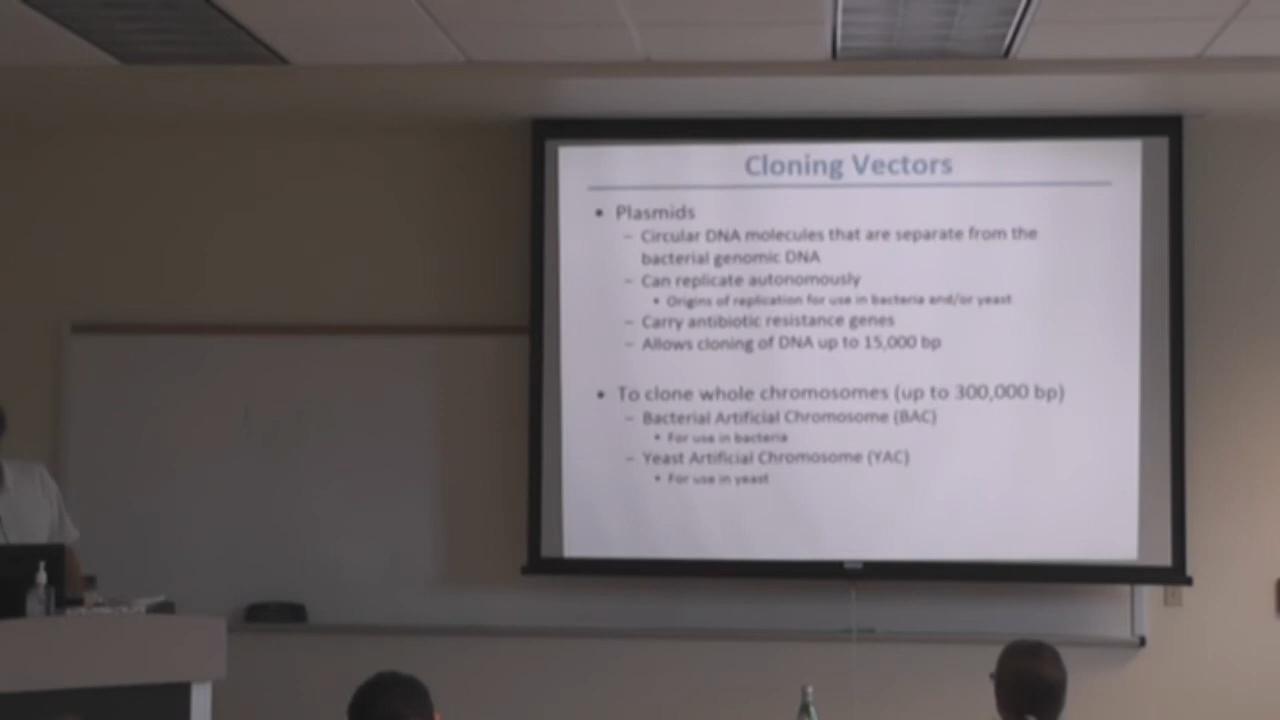 Cloning Vectors
• Plasmids
– Circular DNA molecules that are separate from the
bacterial genomic DNA
– Can replicate autonomously
• Origins of replication for use in bacteria and/or yeast
– Carry antibiotic resistance genes
– Allows cloning of DNA up to 15,000 bp
• To clone whole chromosomes (up to 300,000 bp)
– Bacterial Artificial Chromosome (BAC)
• For use in bacteria
– Yeast Artificial Chromosome (YAC)
• For use in yeast